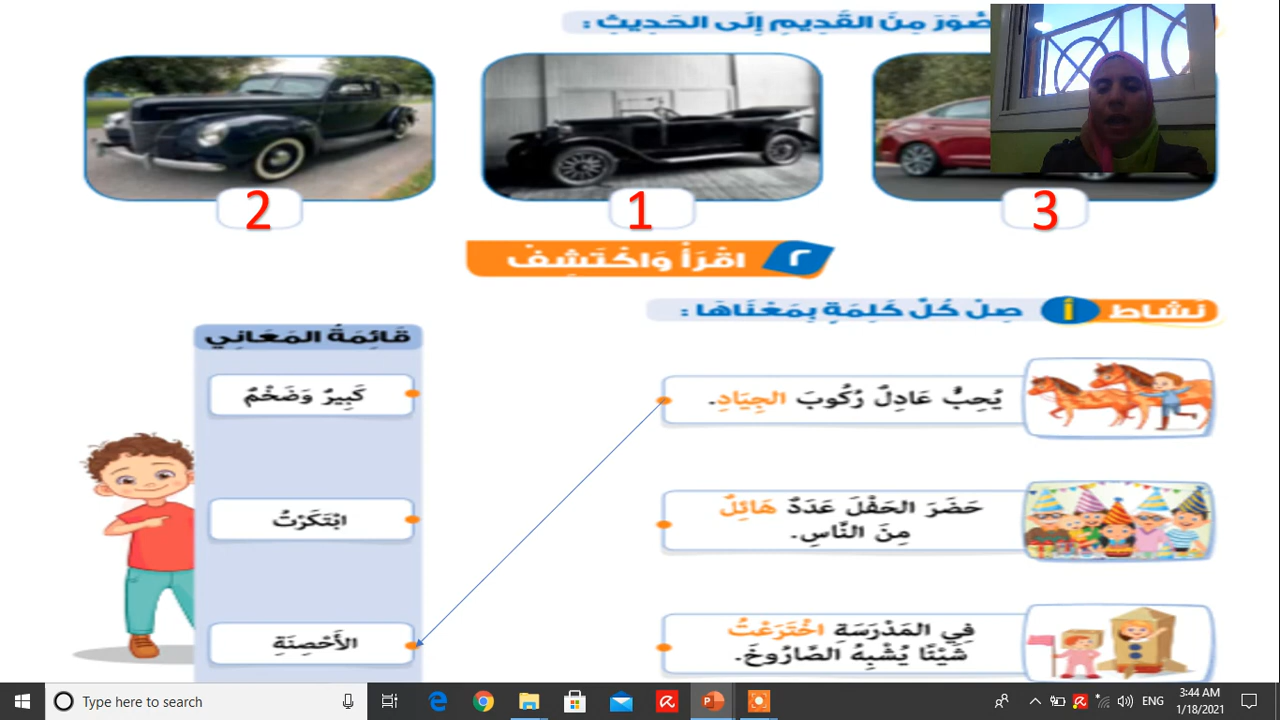 صُوَرَ مِنَ القَدِيمِ إِلَى الحَدِيثِ :
3
1
2
٢ اقْرَأْ وَاكْتَشِفْ
نَشَاط أ صِلْ كُلَّ كَلِمَةٍ بِمَعْنَاهَا :
قَائِمَةُ المَعَانِي
يُحِبُّ عَادِلٌ رُكُوبَ الجِيَادِ.
كَبِيرٌ وَضَخْمٌ
حَضَرَ الحَفْلَ عَدَدٌ هَائِلٌ
مِنَ النَّاسِ.
ابْتَكَرْتُ
فِي المَدْرَسَةِ اخْتَرَعْتُ
شَيْئًا يُشْبِهُ الصَّارُوخَ.
الأَحْصِنَةِ
Type here to search
ENG
3:44 AM
1/18/2021